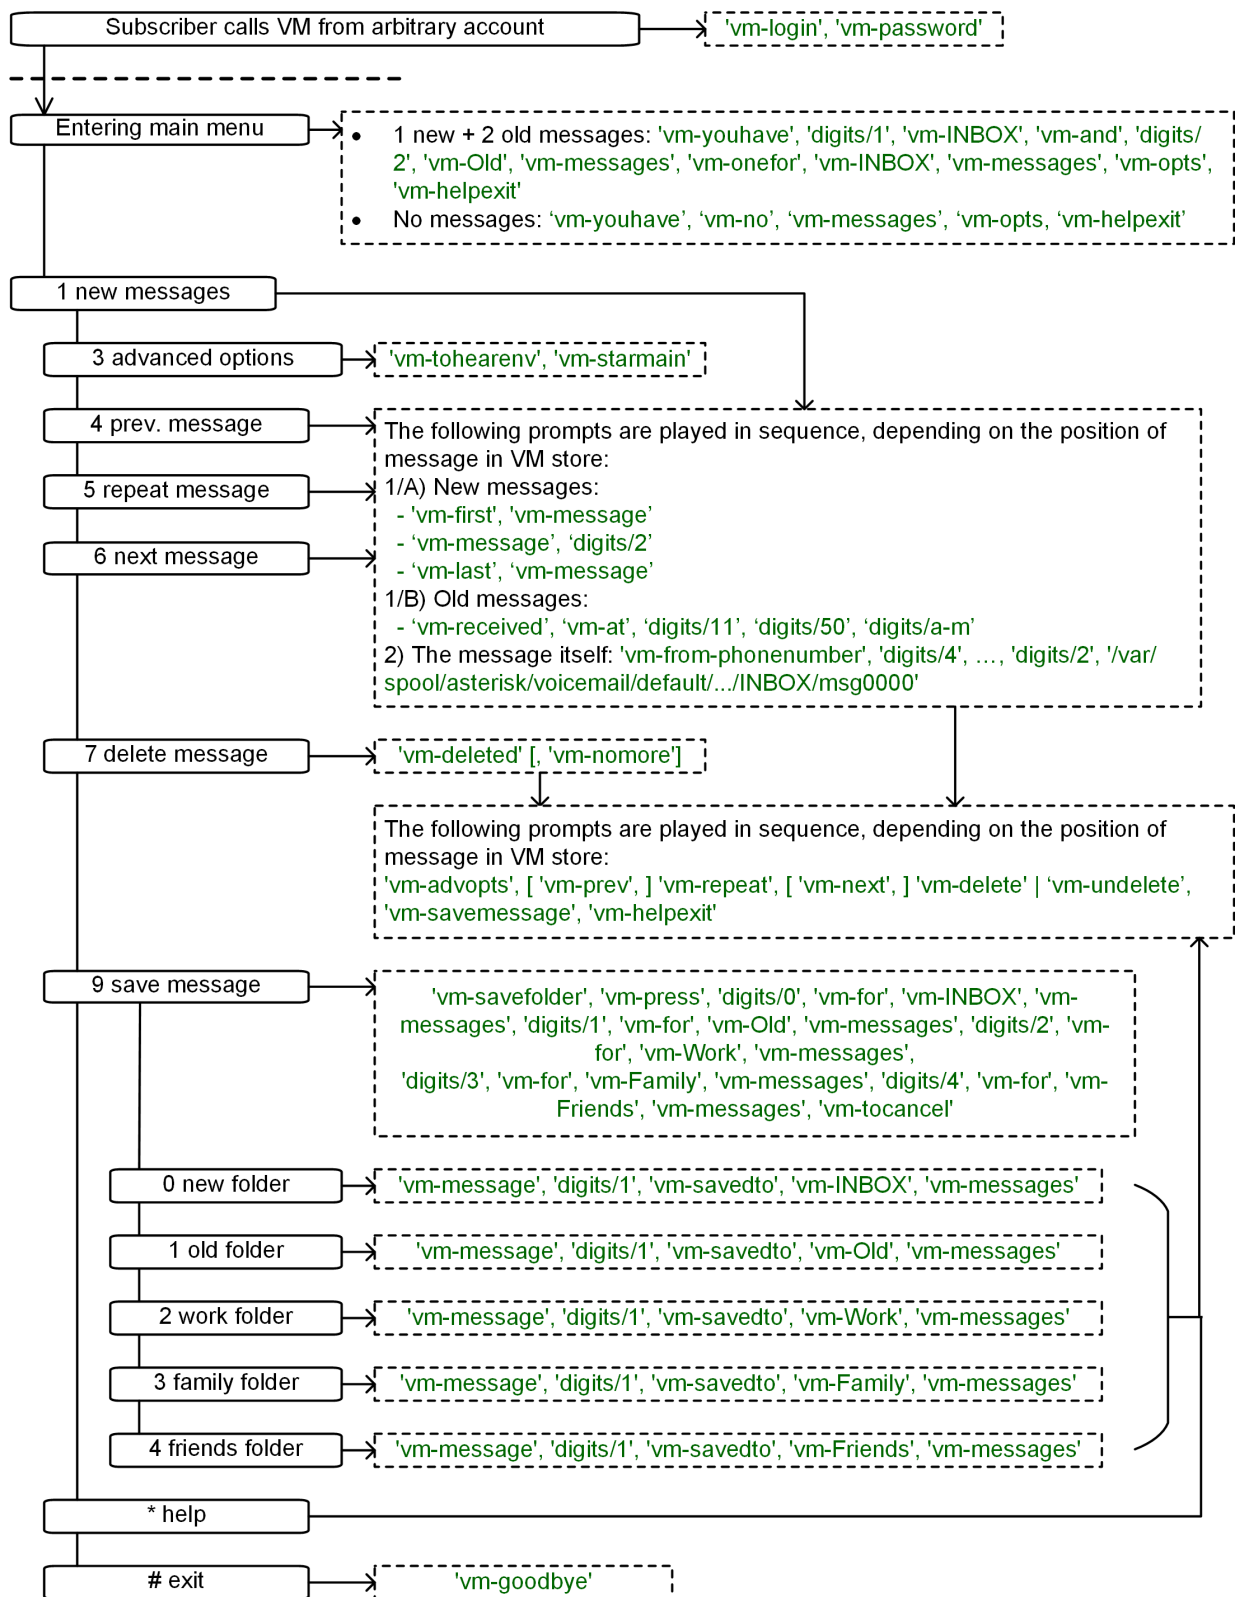 Subscriber calls VM from arbitrary account
'vm-login', 'vm-password'
Entering main menu
• 1 new + 2 old messages: 'vm-youhave', 'digits/1', 'vm-INBOX', 'vm-and', 'digits/
2', 'vm-Old', 'vm-messages', 'vm-onefor', 'vm-INBOX', 'vm-messages', 'vm-opts',
'vm-helpexit'
• No messages: ‘vm-youhave’, ‘vm-no’, ‘vm-messages’, ‘vm-opts, ‘vm-helpexit’
1 new messages
3 advanced options
'vm-tohearenv', 'vm-starmain'
4 prev. message
5 repeat message
6 next message
The following prompts are played in sequence, depending on the position of
message in VM store:
1/A) New messages:
- 'vm-first', 'vm-message’
- ‘vm-message’, ‘digits/2’
- ‘vm-last’, ‘vm-message’
1/B) Old messages:
- ‘vm-received’, ‘vm-at’, ‘digits/11’, ‘digits/50’, ‘digits/a-m’
2) The message itself: 'vm-from-phonenumber', 'digits/4', …, 'digits/2', '/var/
spool/asterisk/voicemail/default/.../INBOX/msg0000'
7 delete message
'vm-deleted' [, 'vm-nomore']
The following prompts are played in sequence, depending on the position of
message in VM store:
'vm-advopts', [ 'vm-prev', ] 'vm-repeat', [ 'vm-next', ] 'vm-delete' | ‘vm-undelete’,
'vm-savemessage', 'vm-helpexit'
9 save message
'vm-savefolder', 'vm-press', 'digits/0', 'vm-for', 'vm-INBOX', 'vm-
messages', 'digits/1', 'vm-for', 'vm-Old', 'vm-messages', 'digits/2', 'vm-
for', 'vm-Work', 'vm-messages',
'digits/3', 'vm-for', 'vm-Family', 'vm-messages', 'digits/4', 'vm-for', 'vm-
Friends', 'vm-messages', 'vm-tocancel'
0 new folder
'vm-message', 'digits/1', 'vm-savedto', 'vm-INBOX', 'vm-messages'
1 old folder
'vm-message', 'digits/1', 'vm-savedto', 'vm-Old', 'vm-messages'
2 work folder
'vm-message', 'digits/1', 'vm-savedto', 'vm-Work', 'vm-messages'
3 family folder
'vm-message', 'digits/1', 'vm-savedto', 'vm-Family', 'vm-messages'
4 friends folder
'vm-message', 'digits/1', 'vm-savedto', 'vm-Friends', 'vm-messages'
* help
# exit
'vm-goodbye'